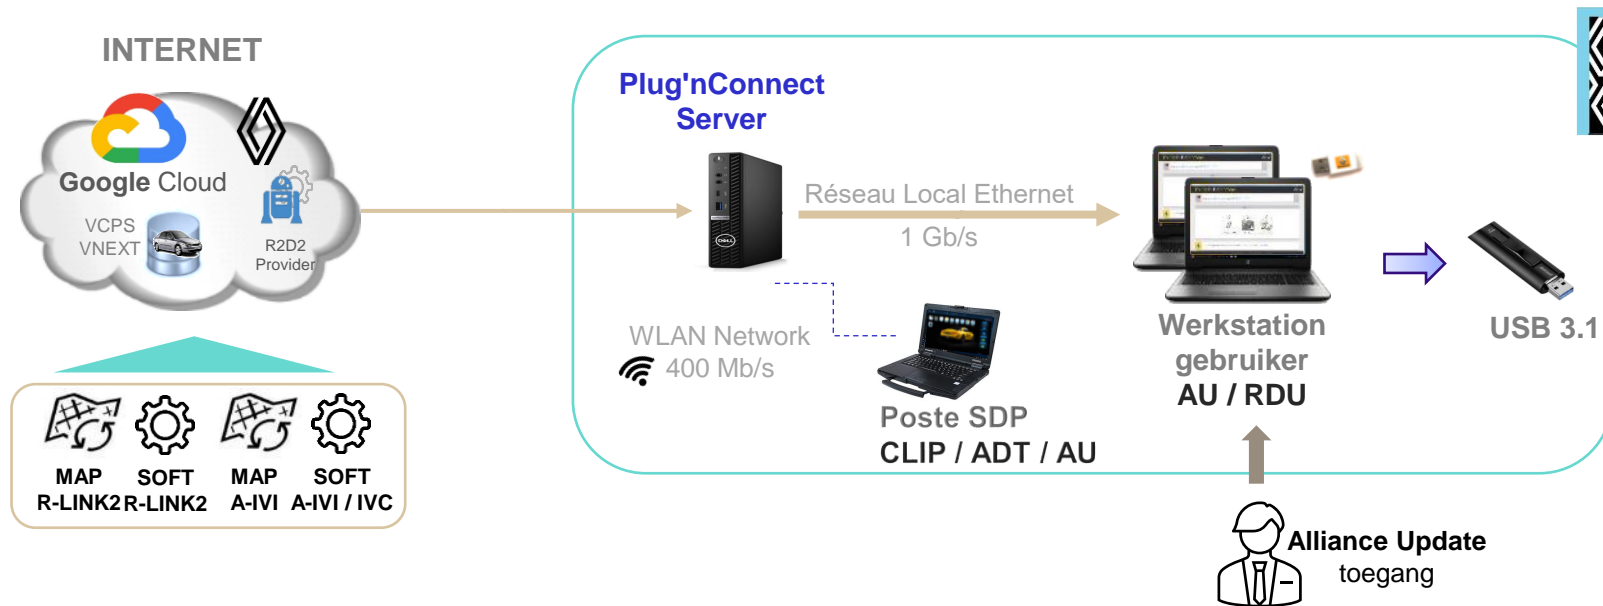 INTERNET
Google Cloud
VCPS
VNEXT
R2D2
Provider
MAP
R-LINK2
SOFT
R-LINK2
MAP
A-IVI
SOFT
A-IVI / IVC
Plug'nConnect
Server
DELL
Réseau Local Ethernet
1 Gb/s
WLAN Network
400 Mb/s
Poste SDP
CLIP / ADT / AU
Werkstation
gebruiker
AU / RDU
USB 3.1
Alliance Update
toegang